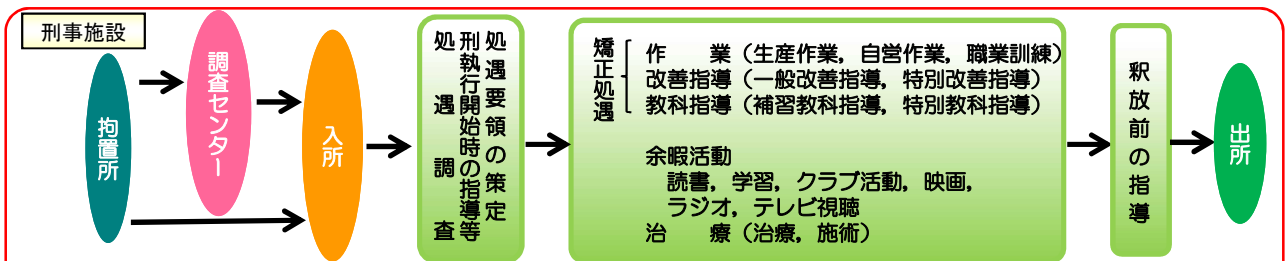 刑事施設
拘置所
調査センター
入所
処遇要領の策定
刑執行開始時の指導等
処遇調査
矯正処遇
作　業（生産作業，自営作業，職業訓練）
改善指導（一般改善指導，特別改善指導）
教科指導（補習教科指導，特別教科指導）
余暇活動
読書，学習，クラブ活動，映画，
ラジオ，テレビ視聴
治　療（治療，施術）
釈放前の指導
出所